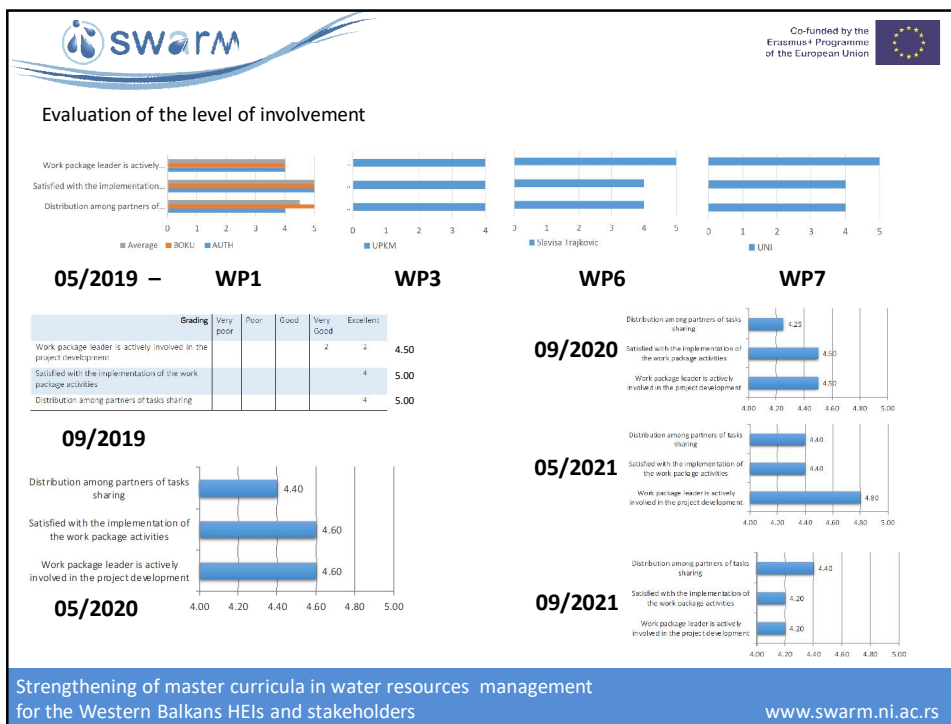 swarm
Co-funded by the
Erasmus+ Programme
of the European Union
Evaluation of the level of involvement
Work package leader is actively...
Satisfied with the implementation...
Distribution among partners of...
0 1 2 3 4 5
Average BOKU AUTH
0 1 2 3 4
UPKM
0 1 2 3 4 5
Slavisa Trajkovic
0 1 2 3 4 5
UNI
05/2019 – WP1 WP3 WP6 WP7
Grading Very poor Poor Good Very Good Excellent
Work package leader is actively involved in the
project development 2 2 4.50
Satisfied with the implementation of the work
package activities 4 5.00
Distribution among partners of tasks sharing 4 5.00
09/2019
Distribution among partners of tasks
sharing
4.40
Satisfied with the implementation of
the work package activities
4.60
Work package leader is actively
involved in the project development
4.60
4.00 4.20 4.40 4.60 4.80 5.00
05/2020
09/2020
Distribution among partners of tasks
sharing
4.25
Satisfied with the implementation of
the work package activities
4.50
Work package leader is actively
involved in the project development
4.50
4.00 4.20 4.40 4.60 4.80 5.00
05/2021
Distribution among partners of tasks
sharing
4.40
Satisfied with the implementation of
the work package activities
4.40
Work package leader is actively
involved in the project development
4.80
4.00 4.20 4.40 4.60 4.80 5.00
09/2021
Distribution among partners of tasks
sharing
4.40
Satisfied with the implementation of
the work package activities
4.20
Work package leader is actively
involved in the project development
4.20
4.00 4.20 4.40 4.60 4.80 5.00
Strengthening of master curricula in water resources management
for the Western Balkans HEIs and stakeholders
www.swarm.ni.ac.rs